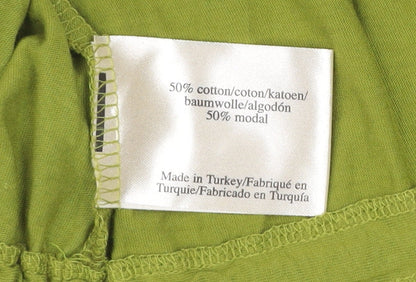 50% cotton/coton/katoen/
baumwolle/algodón
50% modal
Made in Turkey/Fabriqué en
Turquie/Fabricado en Turquía